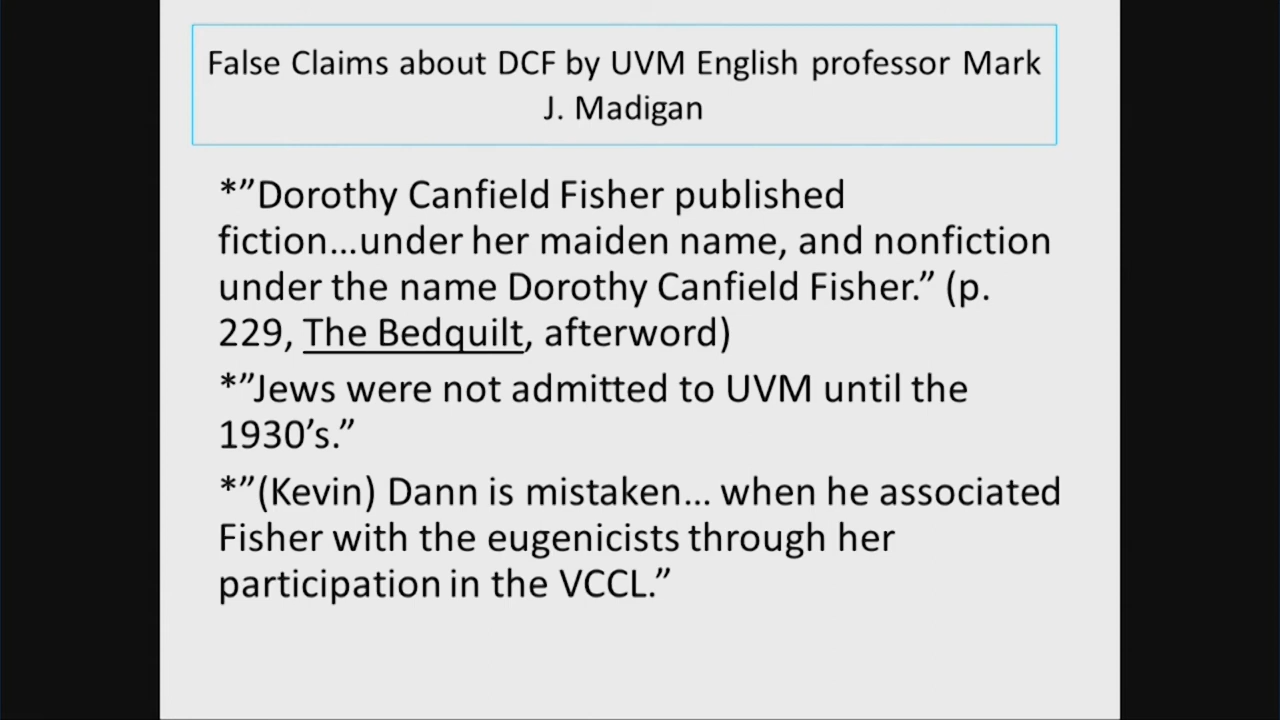 False Claims about DCF by UVM English professor Mark
J. Madigan
*”Dorothy Canfield Fisher published
fiction...under her maiden name, and nonfiction
under the name Dorothy Canfield Fisher.” (p.
229, The Bedquilt, afterword)
*”Jews were not admitted to UVM until the
1930’s.”
*”(Kevin) Dann is mistaken... when he associated
Fisher with the eugenicists through her
participation in the VCCL.”